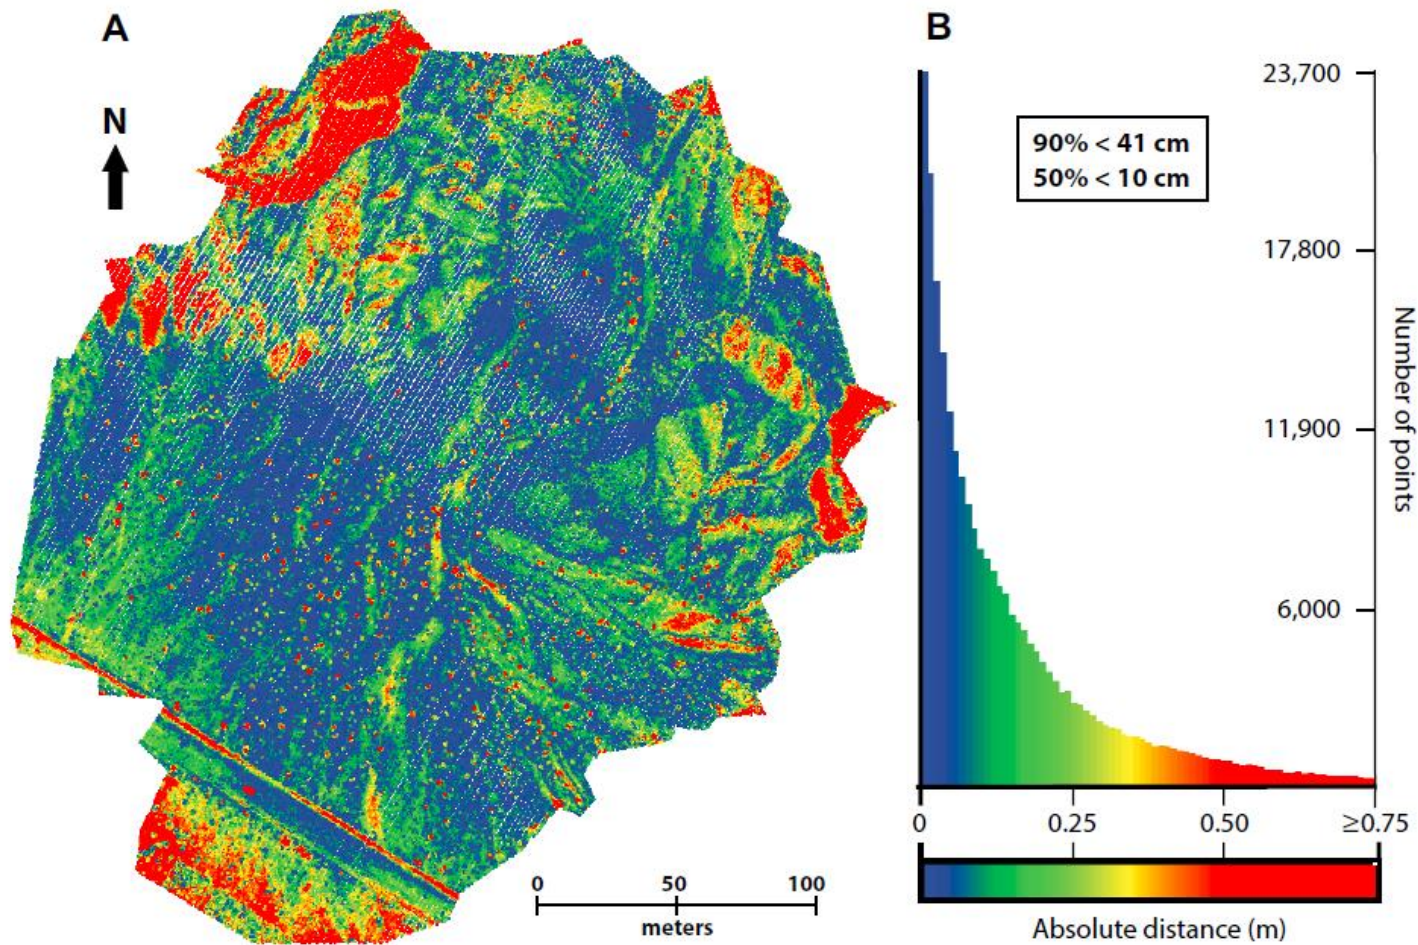 A
N
0 50 100
meters
B
23,700
17,800
11,900
6,000
Number of points
90% < 41 cm
50% < 10 cm
0 0.25 0.50 ≥0.75
Absolute distance (m)